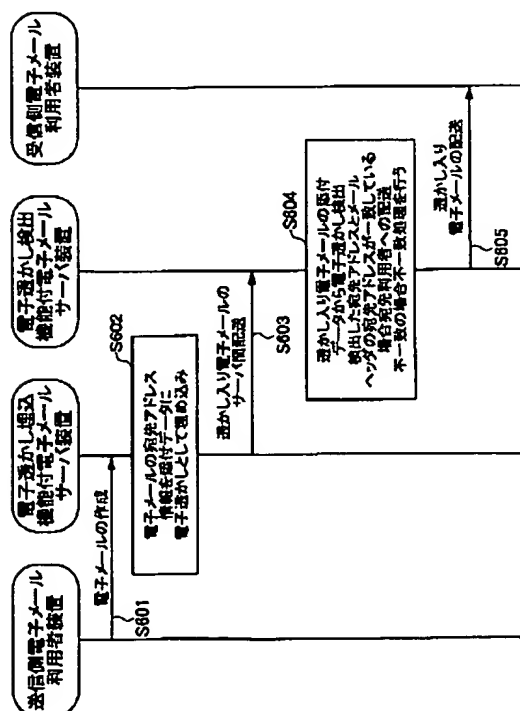 送信側電子メール
利用者装置
電子透かし埋込
機能付電子メール
サーバ装置
電子透かし検出
機能付電子メール
サーバ装置
受信側電子メール
利用者装置
電子メールの作成
S601
S602
電子メールの宛先アドレス
情報を添付データに
電子透かしとして埋め込み
透かし入り電子メールの
サーバ間配送
S603
S604
透かし入り電子メールの添付
データから電子透かし検出
検出した宛先アドレスとメール
ヘッダの宛先アドレスが一致している
場合宛先利用者への配送
不一致の場合不一致処理を行う
透かし入り
電子メールの配送
S605